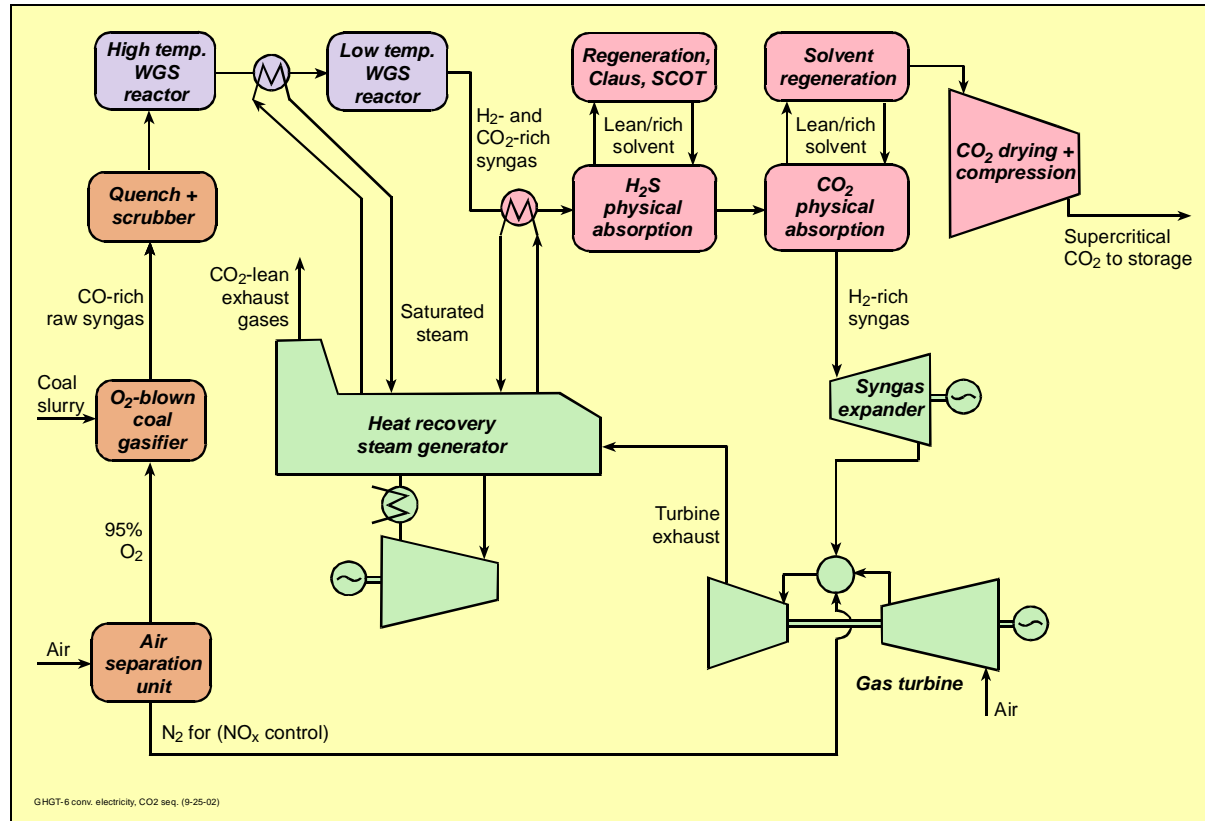 High temp.
WGS
reactor
Low temp.
WGS
reactor
Regeneration,
Claus, SCOT
Solvent
regeneration
H₂- and
CO₂-rich
syngas
Lean/rich
solvent
Lean/rich
solvent
CO₂ drying +
compression
Quench +
scrubber
H₂S
physical
absorption
CO₂
physical
absorption
Supercritical
CO₂ to storage
CO₂-lean
exhaust
gases
CO-rich
raw syngas
Saturated
steam
H₂-rich
syngas
Coal
slurry
O₂-blown
coal
gasifier
Syngas
expander
Heat recovery
steam generator
95%
O₂
Turbine
exhaust
Air
Air
separation
unit
Gas turbine
Air
N₂ for (NOₓ control)
GHGT-6 conv. electricity, CO2 seq. (9-25-02)